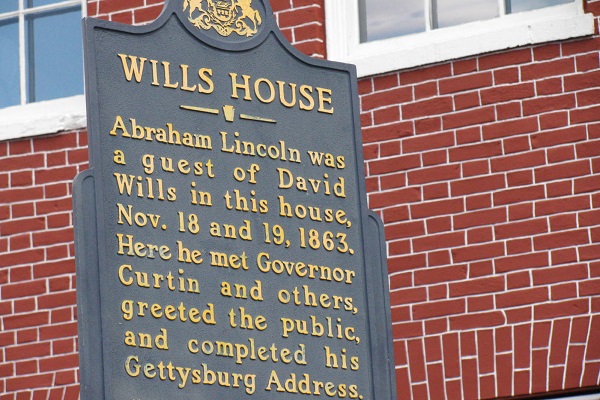 WILLS HOUSE
Abraham Lincoln was
a guest of David
Wills in this house,
Nov. 18 and 19, 1863.
Here he met Governor
Curtin and others,
greeted the public,
and completed his
Gettysburg Address.